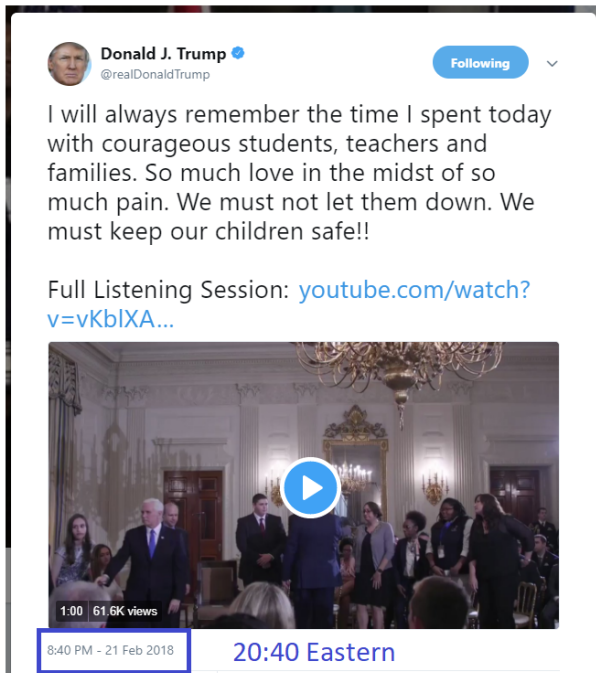 Donald J. Trump
Following
@realDonaldTrump
I will always remember the time I spent today
with courageous students, teachers and
families. So much love in the midst of so
much pain. We must not let them down. We
must keep our children safe!!
Full Listening Session: youtube.com/watch?
v=vKblXA...
1:00 61.6K views
8:40 PM - 21 Feb 2018
20:40 Eastern